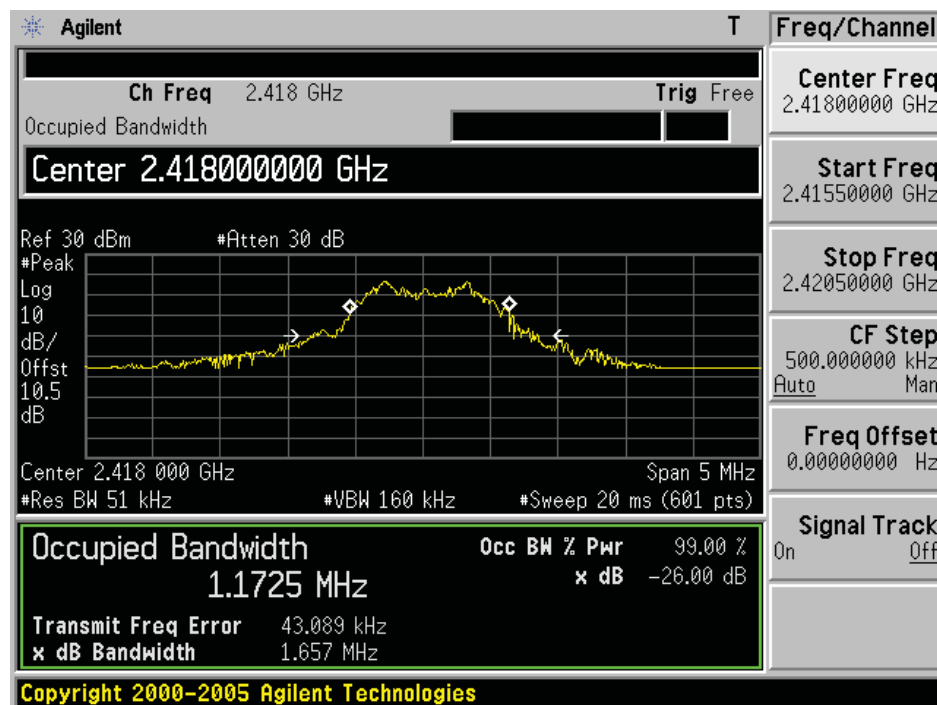 Agilent T
Ch Freq 2.418 GHz Trig Free
Occupied Bandwidth
Center 2.418000000 GHz
Ref 30 dBm #Atten 30 dB
#Peak
Log
10
dB/
Offst
10.5
dB
Center 2.418 000 GHz Span 5 MHz
#Res BW 51 kHz #VBW 160 kHz #Sweep 20 ms (601 pts)
Occupied Bandwidth Occ BW % Pwr 99.00 %
1.1725 MHz x dB -26.00 dB
Transmit Freq Error 43.089 kHz
x dB Bandwidth 1.657 MHz
Copyright 2000-2005 Agilent Technologies
Freq/Channel
Center Freq
2.41800000 GHz
Start Freq
2.41550000 GHz
Stop Freq
2.42050000 GHz
CF Step
500.000000 kHz
Auto Man
Freq Offset
0.00000000 Hz
Signal Track
On Off